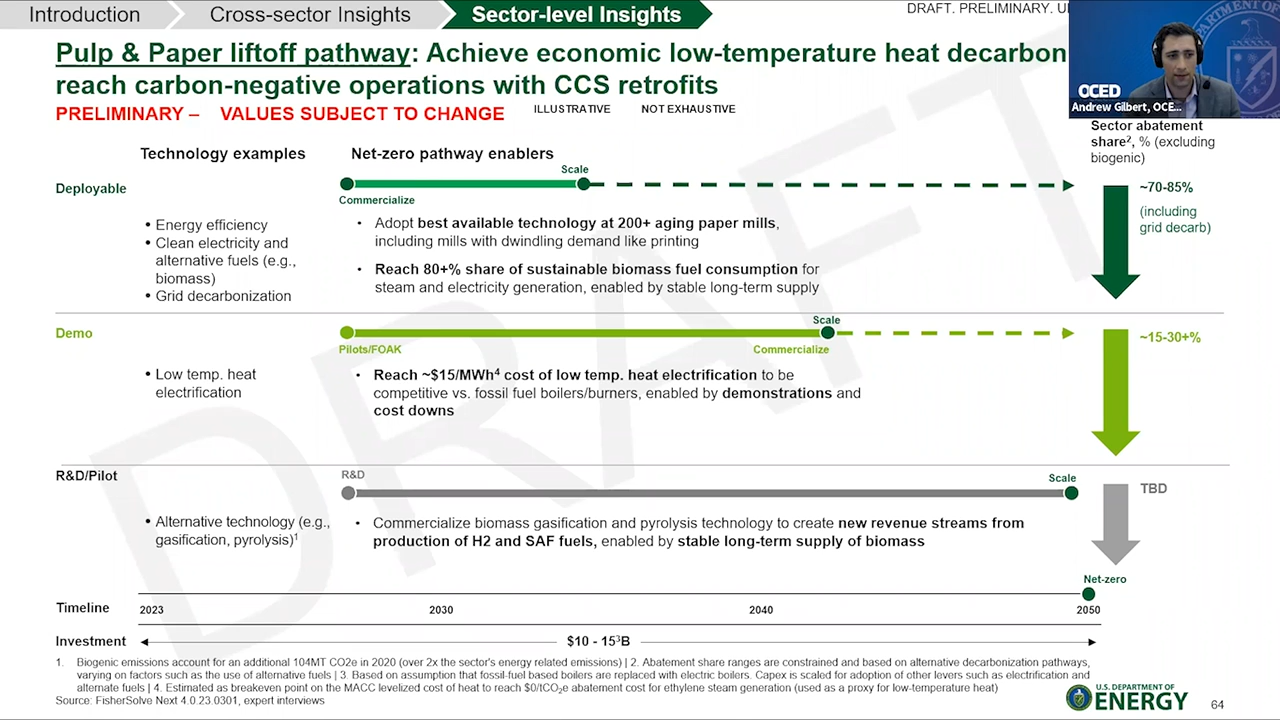 Introduction
Cross-sector Insights
Sector-level Insights
DRAFT. PRELIMINARY.
Pulp & Paper liftoff pathway: Achieve economic low-temperature heat decarbon
reach carbon-negative operations with CCS retrofits
PRELIMINARY – VALUES SUBJECT TO CHANGE
ILLUSTRATIVE
NOT EXHAUSTIVE
OCED
Andrew Gilbert, OCE...
Technology examples
Net-zero pathway enablers
Sector abatement
share², % (excluding
biogenic)
Deployable
Scale
Commercialize
• Energy efficiency
• Clean electricity and
alternative fuels (e.g.,
biomass)
• Grid decarbonization
• Adopt best available technology at 200+ aging paper mills,
including mills with dwindling demand like printing
• Reach 80+% share of sustainable biomass fuel consumption for
steam and electricity generation, enabled by stable long-term supply
~70-85%
(including
grid decarb)
Demo
Scale
Pilots/FOAK
Commercialize
• Low temp. heat
electrification
• Reach ~$15/MWh⁴ cost of low temp. heat electrification to be
competitive vs. fossil fuel boilers/burners, enabled by demonstrations and
cost downs
~15-30+%
R&D/Pilot
R&D
Scale
• Alternative technology (e.g.,
gasification, pyrolysis)¹
• Commercialize biomass gasification and pyrolysis technology to create new revenue streams from
production of H2 and SAF fuels, enabled by stable long-term supply of biomass
TBD
Net-zero
Timeline
2023
2030
2040
2050
Investment
$10 - 15³B
1. Biogenic emissions account for an additional 104MT CO2e in 2020 (over 2x the sector's energy related emissions) | 2. Abatement share ranges are constrained and based on alternative decarbonization pathways,
varying on factors such as the use of alternative fuels | 3. Based on assumption that fossil-fuel based boilers are replaced with electric boilers. Capex is scaled for adoption of other levers such as electrification and
alternate fuels | 4. Estimated as breakeven point on the MACC levelized cost of heat to reach $0/tCO₂e abatement cost for ethylene steam generation (used as a proxy for low-temperature heat)
Source: FisherSolve Next 4.0.23.0301, expert interviews
U.S. DEPARTMENT OF
ENERGY
64
DRAFT